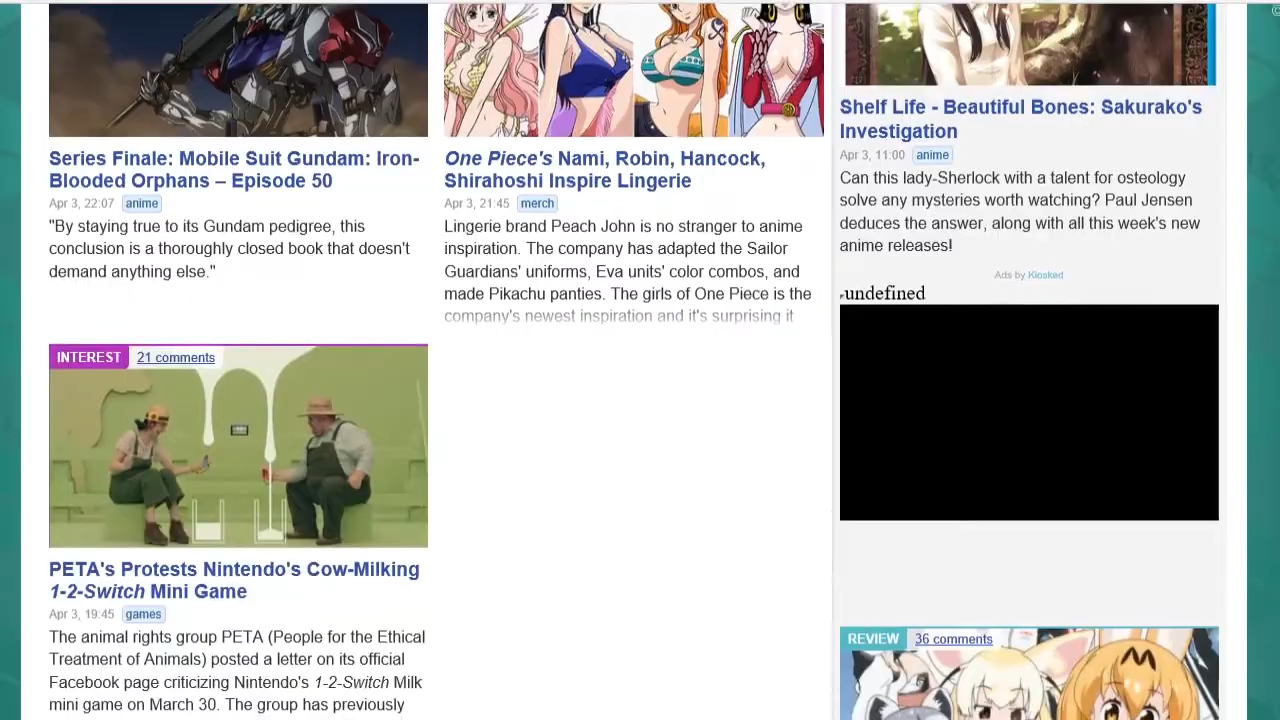 Series Finale: Mobile Suit Gundam: Iron-
Blooded Orphans – Episode 50
Apr 3, 22:07 anime
"By staying true to its Gundam pedigree, this
conclusion is a thoroughly closed book that doesn't
demand anything else."
One Piece's Nami, Robin, Hancock,
Shirahoshi Inspire Lingerie
Apr 3, 21:45 merch
Lingerie brand Peach John is no stranger to anime
inspiration. The company has adapted the Sailor
Guardians' uniforms, Eva units' color combos, and
made Pikachu panties. The girls of One Piece is the
company's newest inspiration and it's surprising it
INTEREST 21 comments
PETA's Protests Nintendo's Cow-Milking
1-2-Switch Mini Game
Apr 3, 19:45 games
The animal rights group PETA (People for the Ethical
Treatment of Animals) posted a letter on its official
Facebook page criticizing Nintendo's 1-2-Switch Milk
mini game on March 30. The group has previously
Shelf Life - Beautiful Bones: Sakurako's
Investigation
Apr 3, 11:00 anime
Can this lady-Sherlock with a talent for osteology
solve any mysteries worth watching? Paul Jensen
deduces the answer, along with all this week's new
anime releases!
Ads by Kiosked
undefined
REVIEW 36 comments